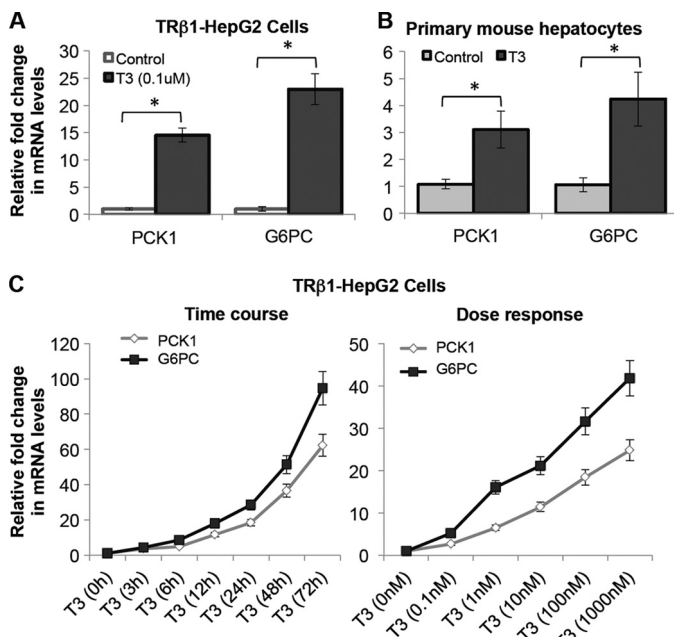 A
TRβ1-HepG2 Cells
Relative fold change
in mRNA levels
30
25
20
15
10
5
0
Control
T3 (0.1uM)
*
*
PCK1
G6PC
B
Primary mouse hepatocytes
6
5
4
3
2
1
0
Control
T3
*
*
PCK1
G6PC
C
TRβ1-HepG2 Cells
Time course
Relative fold change
in mRNA levels
120
100
80
60
40
20
0
PCK1
G6PC
T3 (0h)
T3 (3h)
T3 (6h)
T3 (12h)
T3 (24h)
T3 (48h)
T3 (72h)
Dose response
50
40
30
20
10
0
PCK1
G6PC
T3 (0nM)
T3 (0.1nM)
T3 (1nM)
T3 (10nM)
T3 (100nM)
T3 (1000nM)